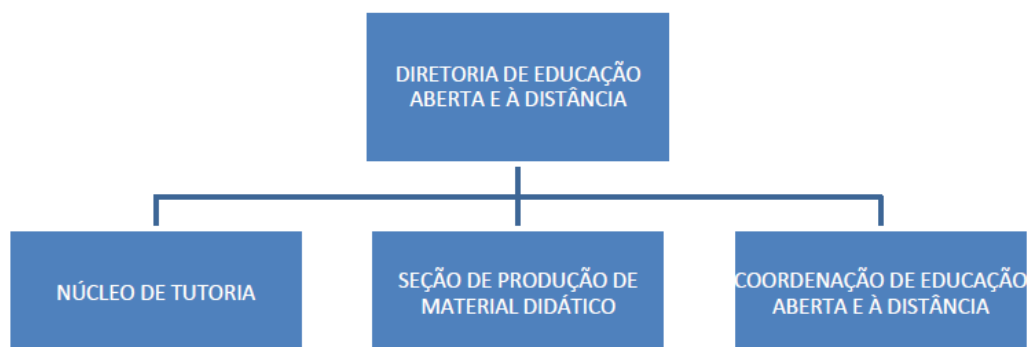 DIRETORIA DE EDUCAÇÃO
ABERTA E À DISTÂNCIA
NÚCLEO DE TUTORIA
SEÇÃO DE PRODUÇÃO DE
MATERIAL DIDÁTICO
COORDENAÇÃO DE EDUCAÇÃO
ABERTA E À DISTÂNCIA